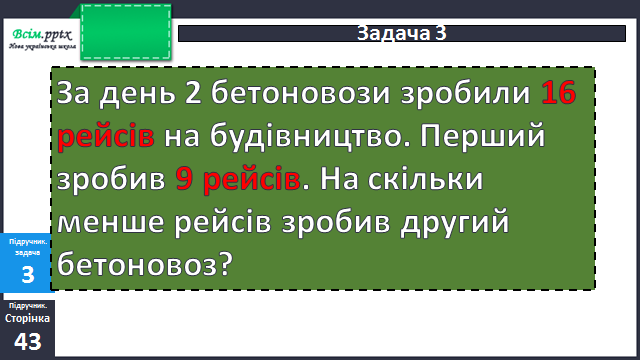 Всім.pptx
Нова українська школа
Задача 3
За день 2 бетоновози зробили 16
рейсів на будівництво. Перший
зробив 9 рейсів. На скільки
менше рейсів зробив другий
бетоновоз?
Підручник.
задача
3
Підручник.
Сторінка
43